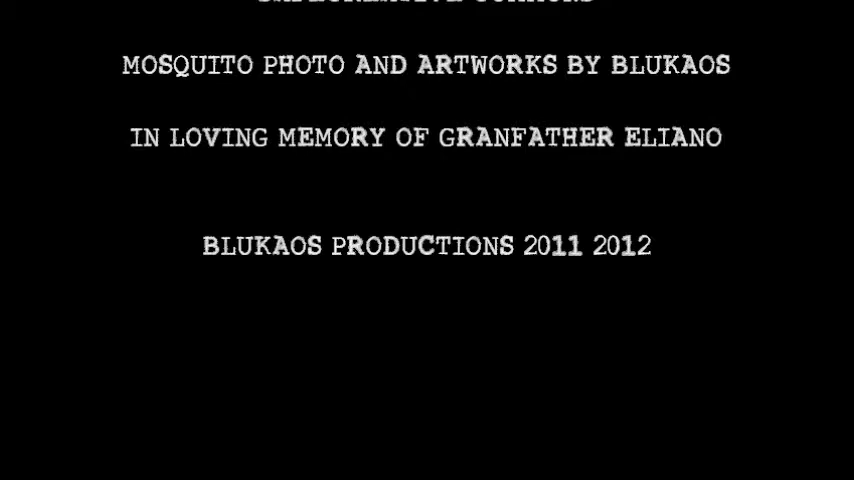 MOSQUITO PHOTO AND ARTWORKS BY BLUKAOS
IN LOVING MEMORY OF GRANFATHER ELIANO
BLUKAOS PRODUCTIONS 2011 2012